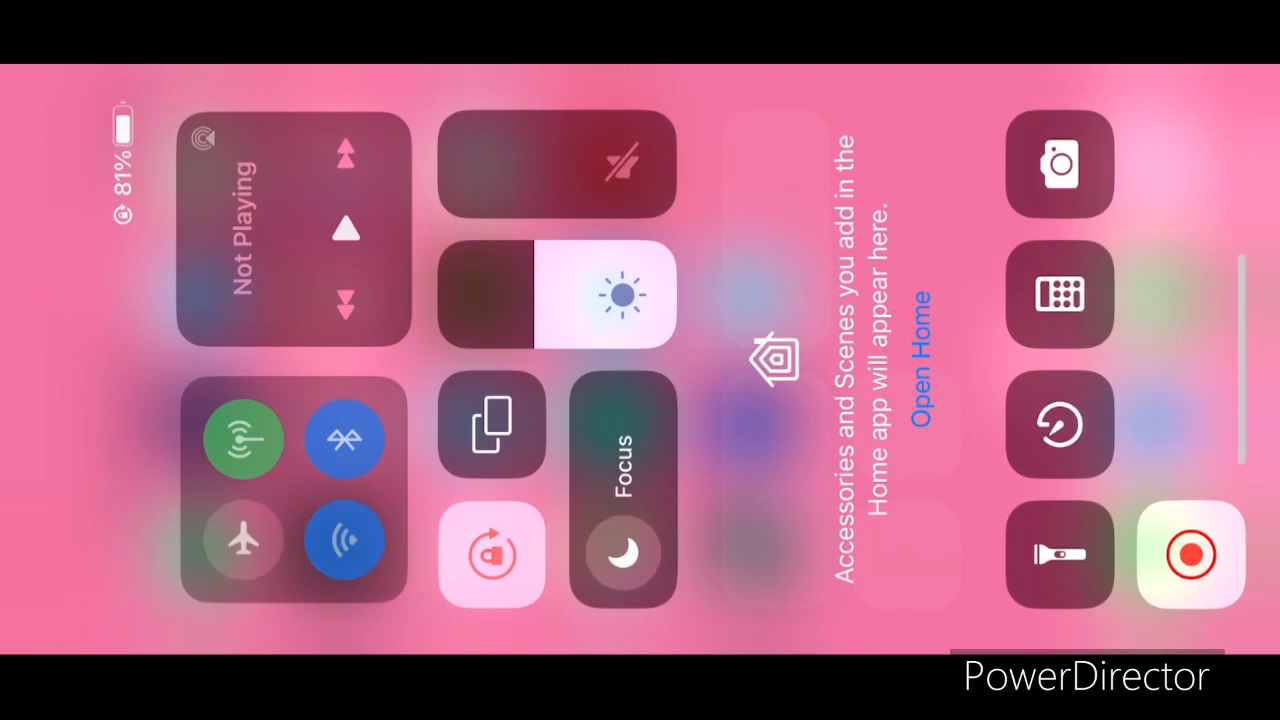 81%
Not Playing
Focus
Accessories and Scenes you add in the
Home app will appear here.
Open Home
PowerDirector